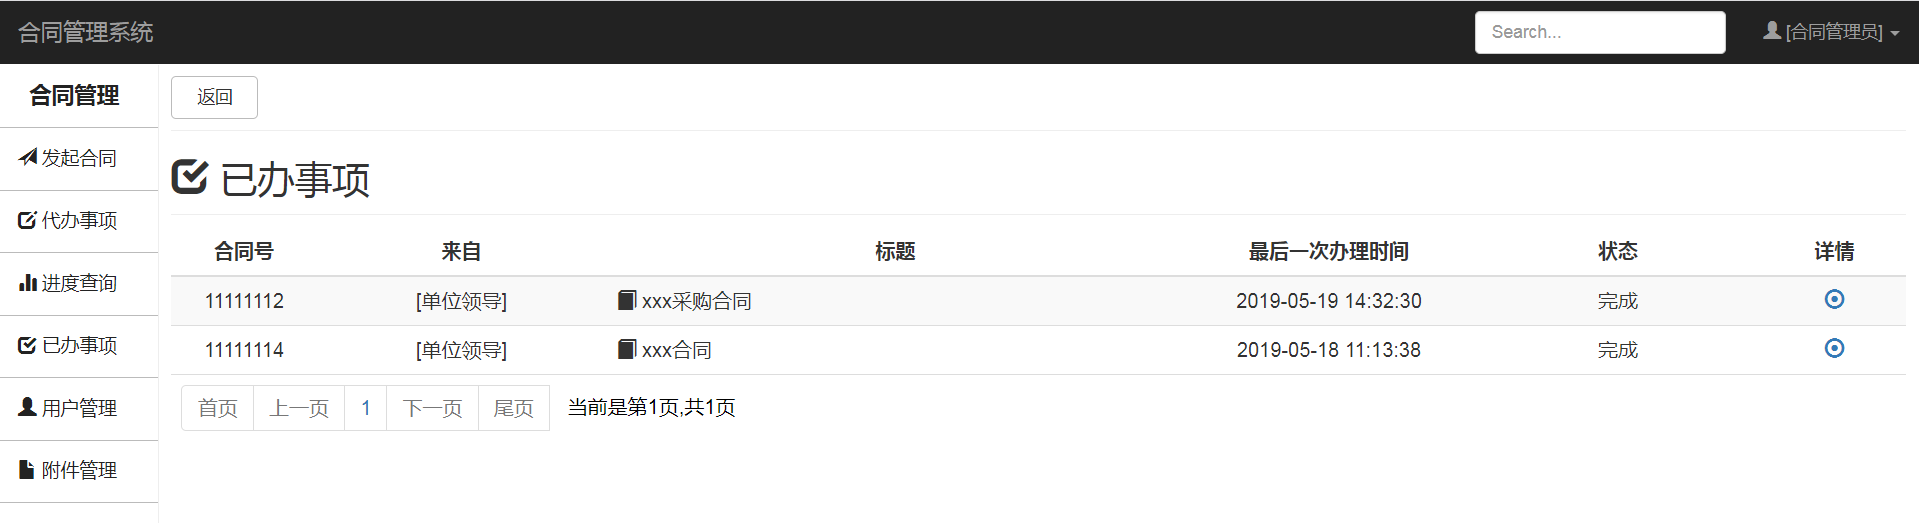 合同管理系统
Search...
[合同管理员]
合同管理
发起合同
代办事项
进度查询
已办事项
用户管理
附件管理
返回
已办事项
合同号 来自 标题 最后一次办理时间 状态 详情
11111112 [单位领导] xxx采购合同 2019-05-19 14:32:30 完成
11111114 [单位领导] xxx合同 2019-05-18 11:13:38 完成
首页 上一页 1 下一页 尾页 当前是第1页,共1页